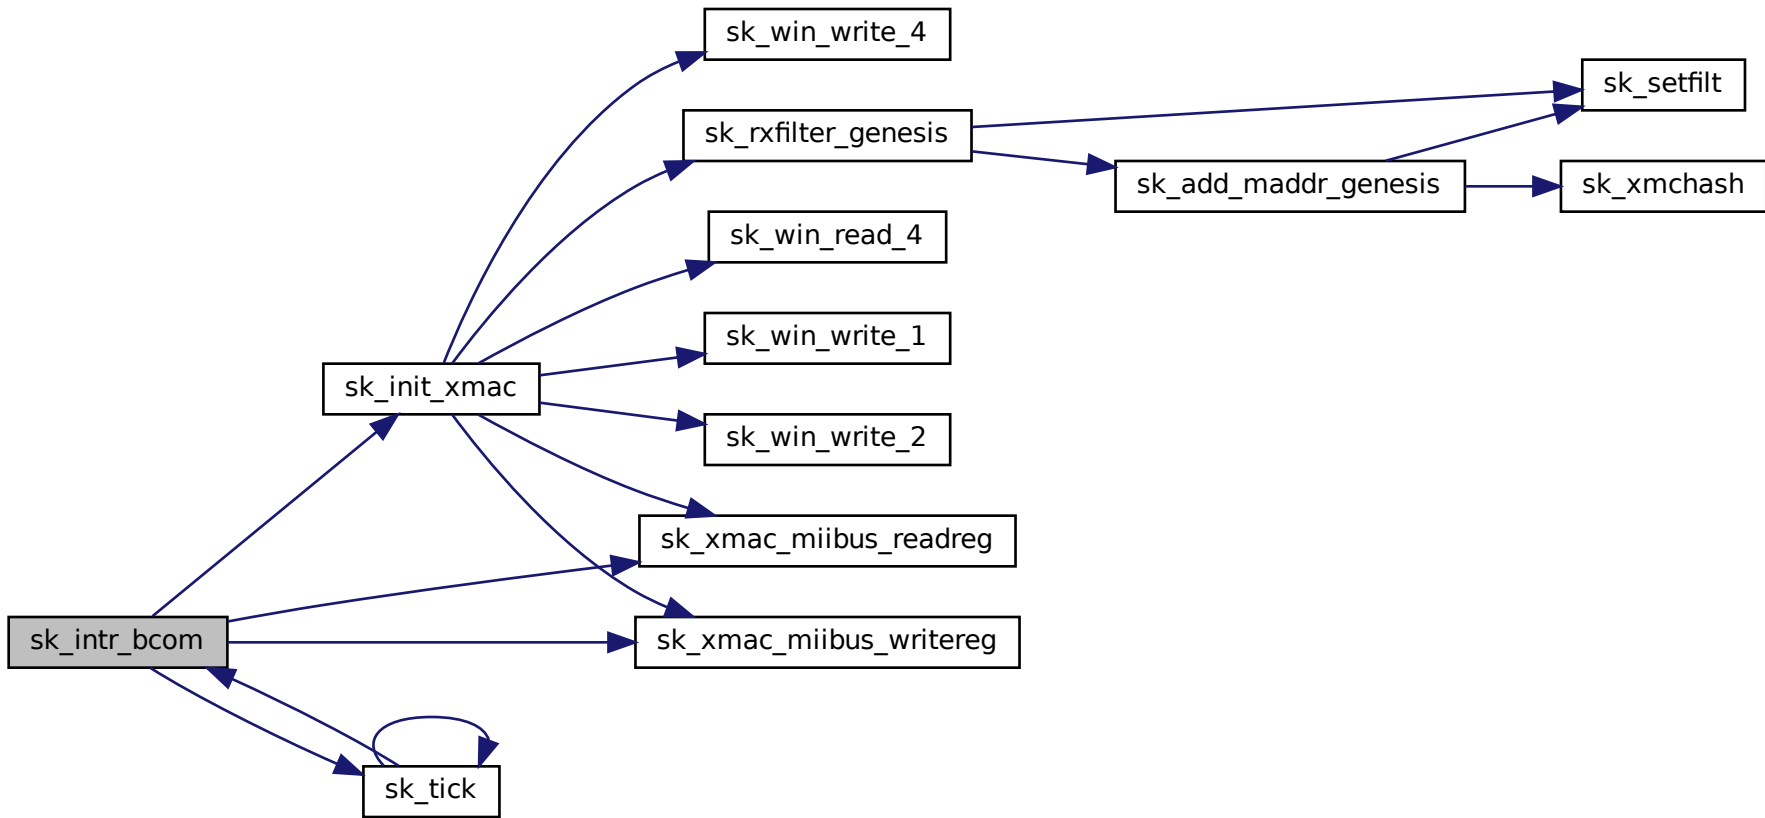 sk_win_write_4
sk_setfilt
sk_rxfilter_genesis
sk_add_maddr_genesis
sk_xmchash
sk_win_read_4
sk_win_write_1
sk_init_xmac
sk_win_write_2
sk_xmac_miibus_readreg
sk_intr_bcom
sk_xmac_miibus_writereg
sk_tick